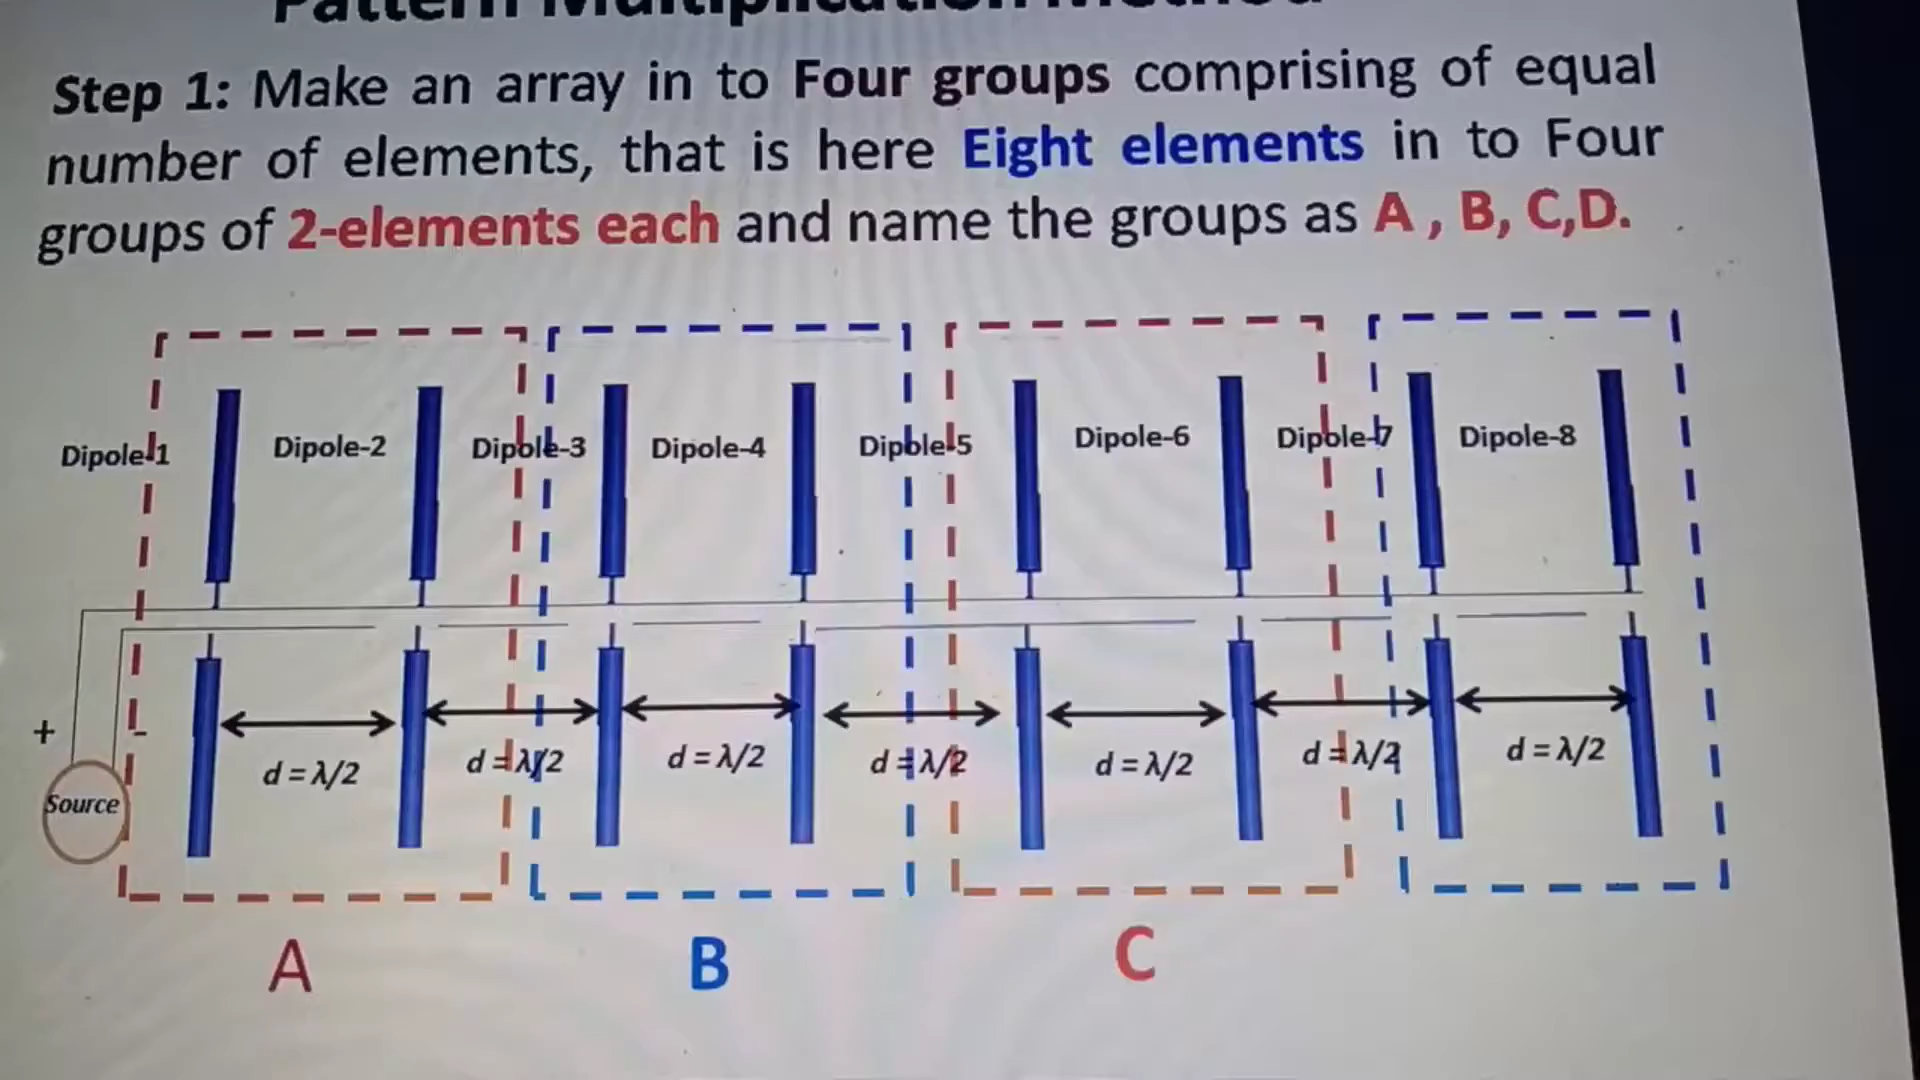 Pattern Multiplication Method
Step 1: Make an array in to Four groups comprising of equal
number of elements, that is here Eight elements in to Four
groups of 2-elements each and name the groups as A , B, C,D.
Dipole-1 Dipole-2 Dipole-3 Dipole-4 Dipole-5 Dipole-6 Dipole-7 Dipole-8
+ -
Source
d = λ/2 d = λ/2 d = λ/2 d = λ/2 d = λ/2 d = λ/2 d = λ/2
A B C